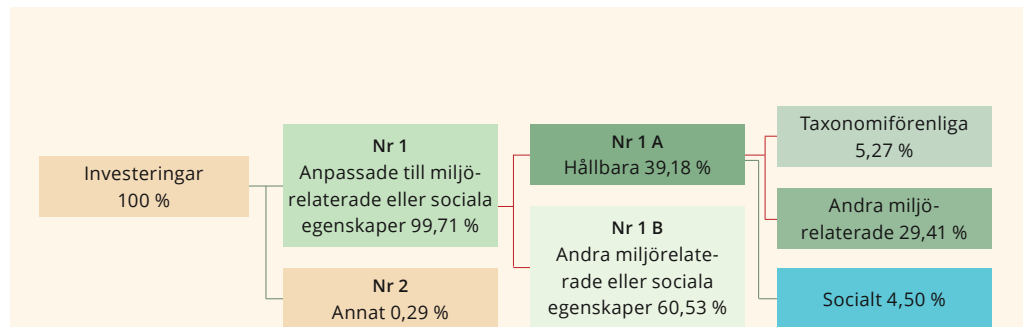 Investeringar
100 %
Nr 1
Anpassade till miljö-
relaterade eller sociala
egenskaper 99,71 %
Nr 2
Annat 0,29 %
Nr 1 A
Hållbara 39,18 %
Nr 1 B
Andra miljörelate-
rade eller sociala
egenskaper 60,53 %
Taxonomiförenliga
5,27 %
Andra miljö-
relaterade 29,41 %
Socialt 4,50 %